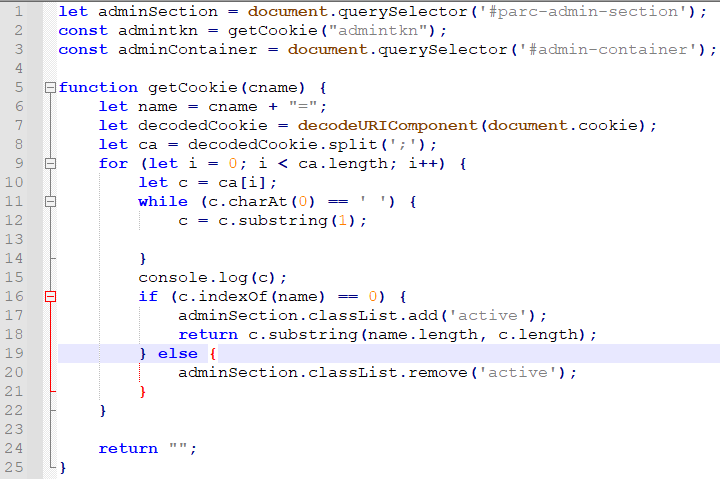 1 let adminSection = document.querySelector('#parc-admin-section');
2 const admintkn = getCookie("admintkn");
3 const adminContainer = document.querySelector('#admin-container');
4
5 function getCookie(cname) {
6     let name = cname + "=";
7     let decodedCookie = decodeURIComponent(document.cookie);
8     let ca = decodedCookie.split(';');
9     for (let i = 0; i < ca.length; i++) {
10         let c = ca[i];
11         while (c.charAt(0) == ' ') {
12             c = c.substring(1);
13
14         }
15         console.log(c);
16         if (c.indexOf(name) == 0) {
17             adminSection.classList.add('active');
18             return c.substring(name.length, c.length);
19         } else {
20             adminSection.classList.remove('active');
21         }
22     }
23
24     return "";
25 }